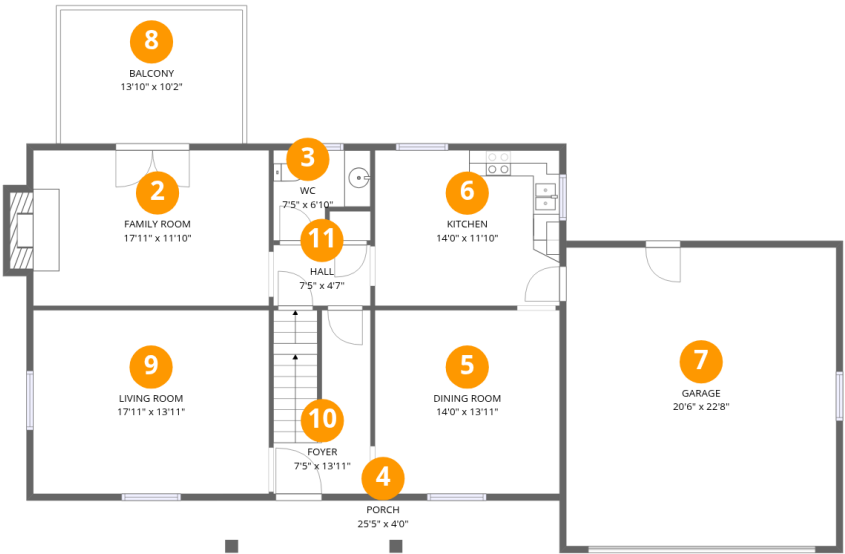 8
BALCONY
13'10" x 10'2"
3
WC
7'5" x 6'10"
2
FAMILY ROOM
17'11" x 11'10"
6
KITCHEN
14'0" x 11'10"
11
HALL
7'5" x 4'7"
9
LIVING ROOM
17'11" x 13'11"
5
DINING ROOM
14'0" x 13'11"
7
GARAGE
20'6" x 22'8"
10
FOYER
7'5" x 13'11"
4
PORCH
25'5" x 4'0"